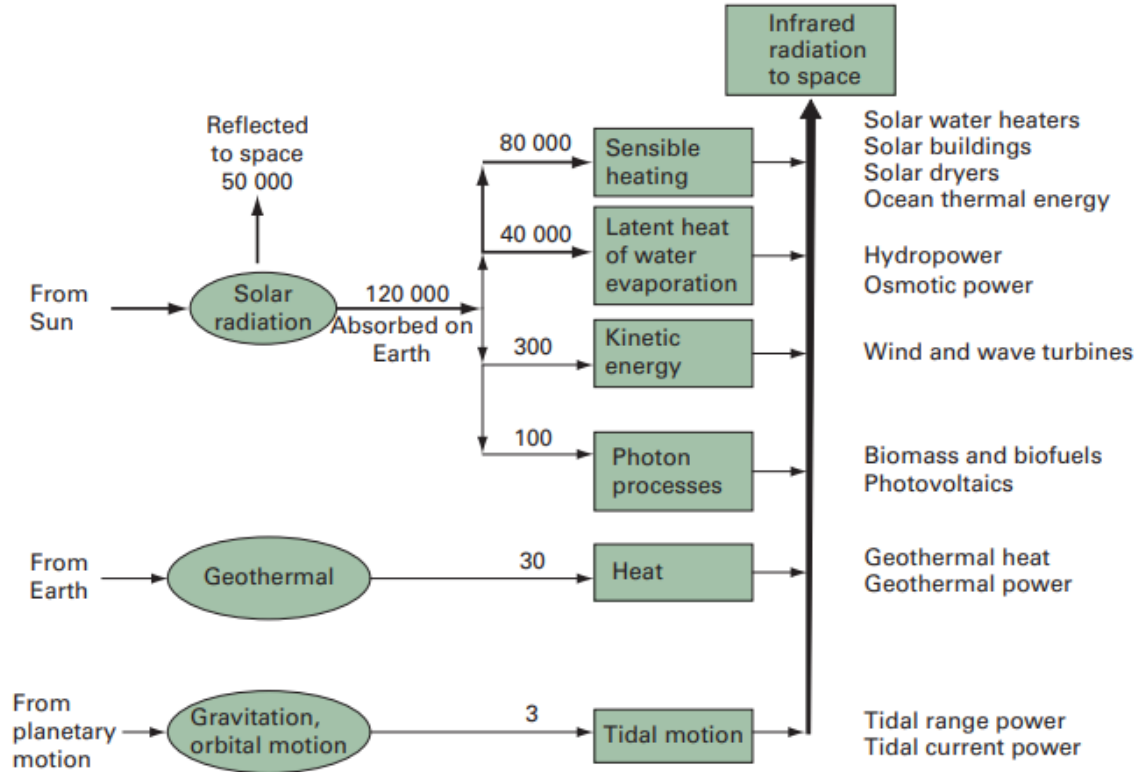 Infrared
radiation
to space
Reflected
to space
50 000
From
Sun
Solar
radiation
120 000
Absorbed on
Earth
80 000
Sensible
heating
Solar water heaters
Solar buildings
Solar dryers
Ocean thermal energy
40 000
Latent heat
of water
evaporation
Hydropower
Osmotic power
300
Kinetic
energy
Wind and wave turbines
100
Photon
processes
Biomass and biofuels
Photovoltaics
From
Earth
Geothermal
30
Heat
Geothermal heat
Geothermal power
From
planetary
motion
Gravitation,
orbital motion
3
Tidal motion
Tidal range power
Tidal current power